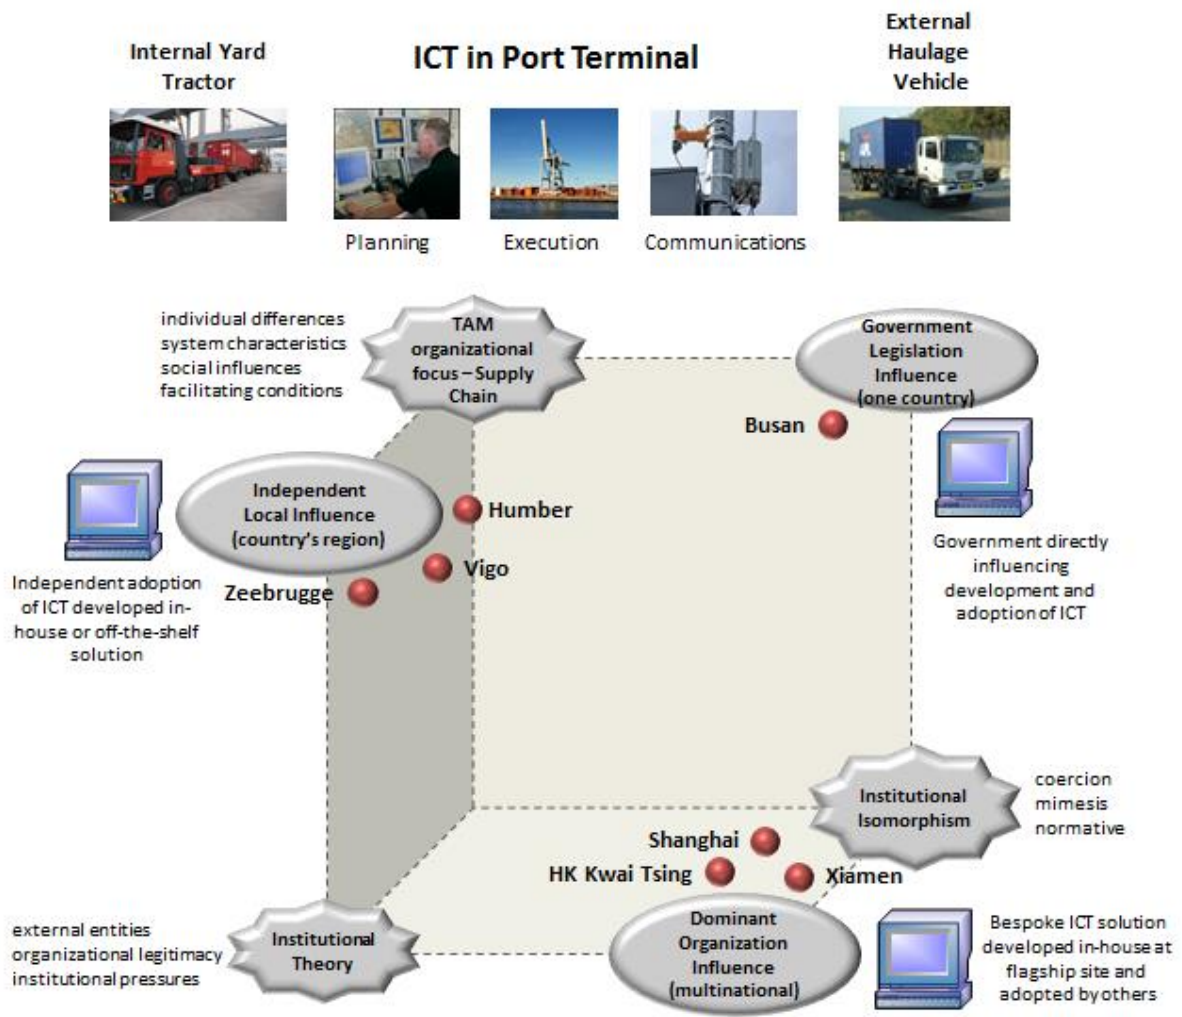 Internal Yard
Tractor
ICT in Port Terminal
External
Haulage
Vehicle
Planning
Execution
Communications
individual differences
system characteristics
social influences
facilitating conditions
TAM
organizational
focus – Supply
Chain
Government
Legislation
Influence
(one country)
Busan
Independent
Local Influence
(country's region)
Humber
Vigo
Zeebrugge
Independent adoption
of ICT developed in-
house or off-the-shelf
solution
Government directly
influencing
development and
adoption of ICT
Institutional
Isomorphism
coercion
mimesis
normative
Shanghai
HK Kwai Tsing
Xiamen
external entities
organizational legitimacy
institutional pressures
Institutional
Theory
Dominant
Organization
Influence
(multinational)
Bespoke ICT solution
developed in-house at
flagship site and
adopted by others